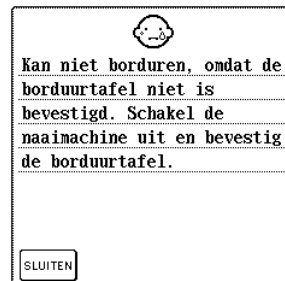 Kan niet borduren, omdat de
borduurtafel niet is
bevestigd. Schakel de
naaimachine uit en bevestig
de borduurtafel.
SLUITEN